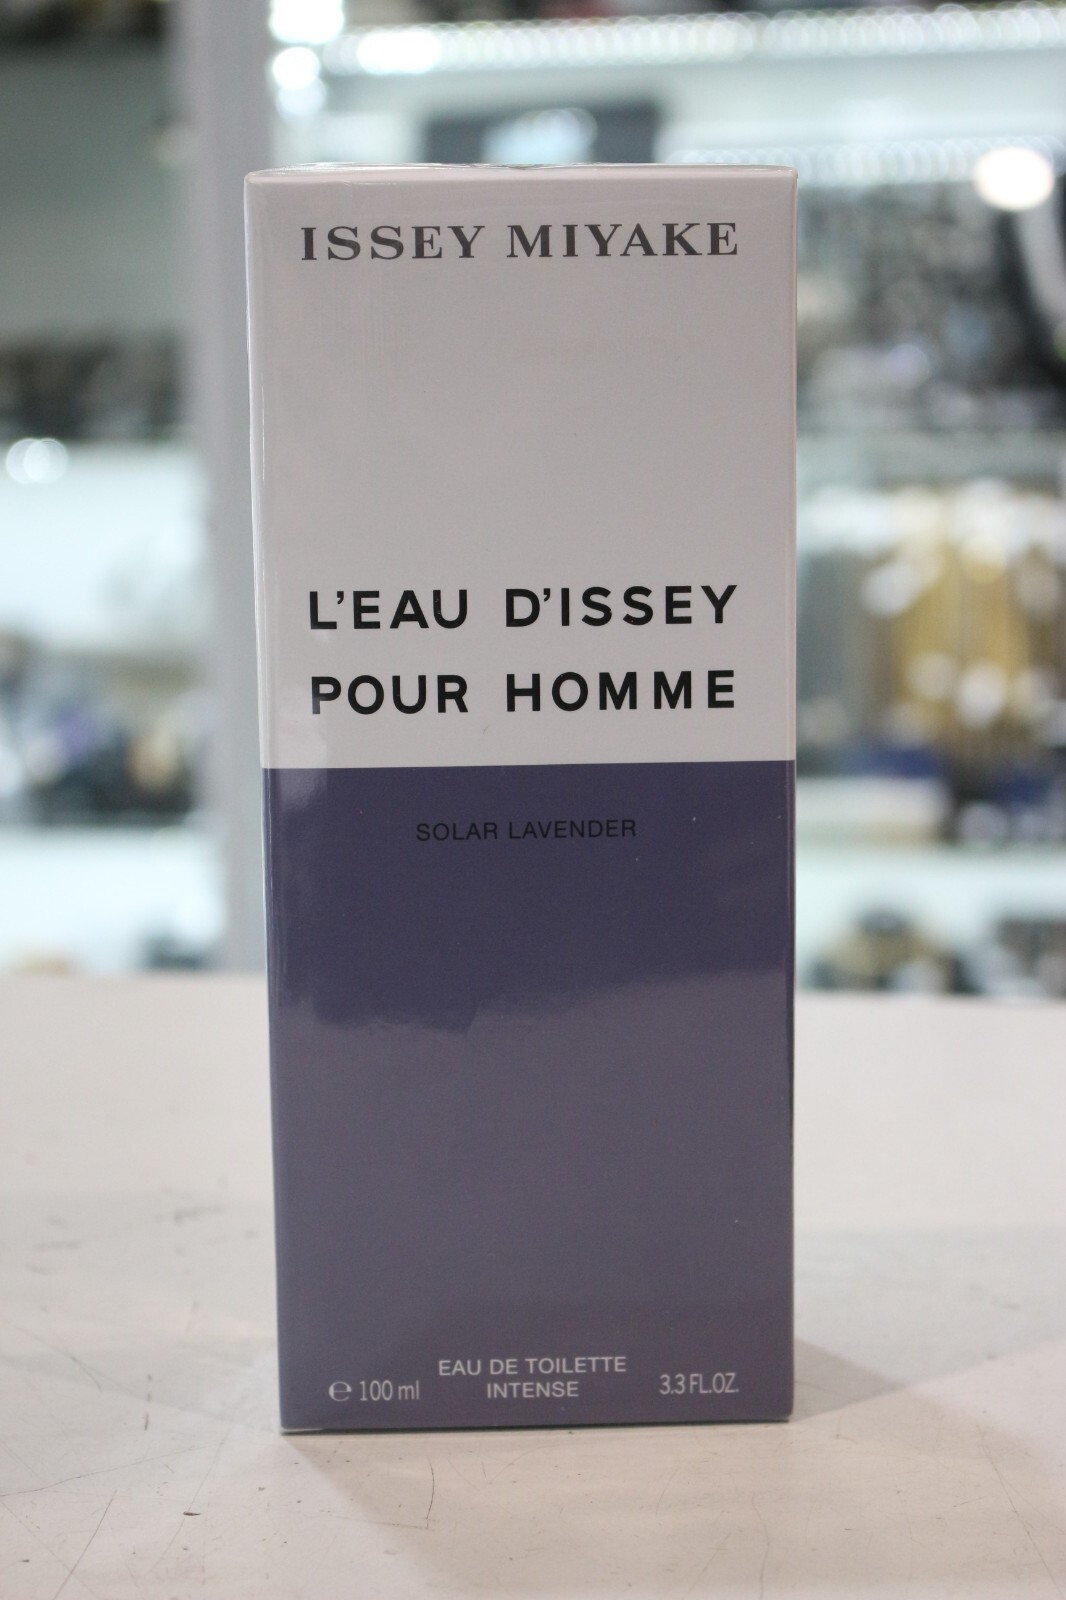 ISSEY MIYAKE
L'EAU D'ISSEY
POUR HOMME
SOLAR LAVENDER
EAU DE TOILETTE
INTENSE
℮ 100 ml
3.3 FL.OZ.